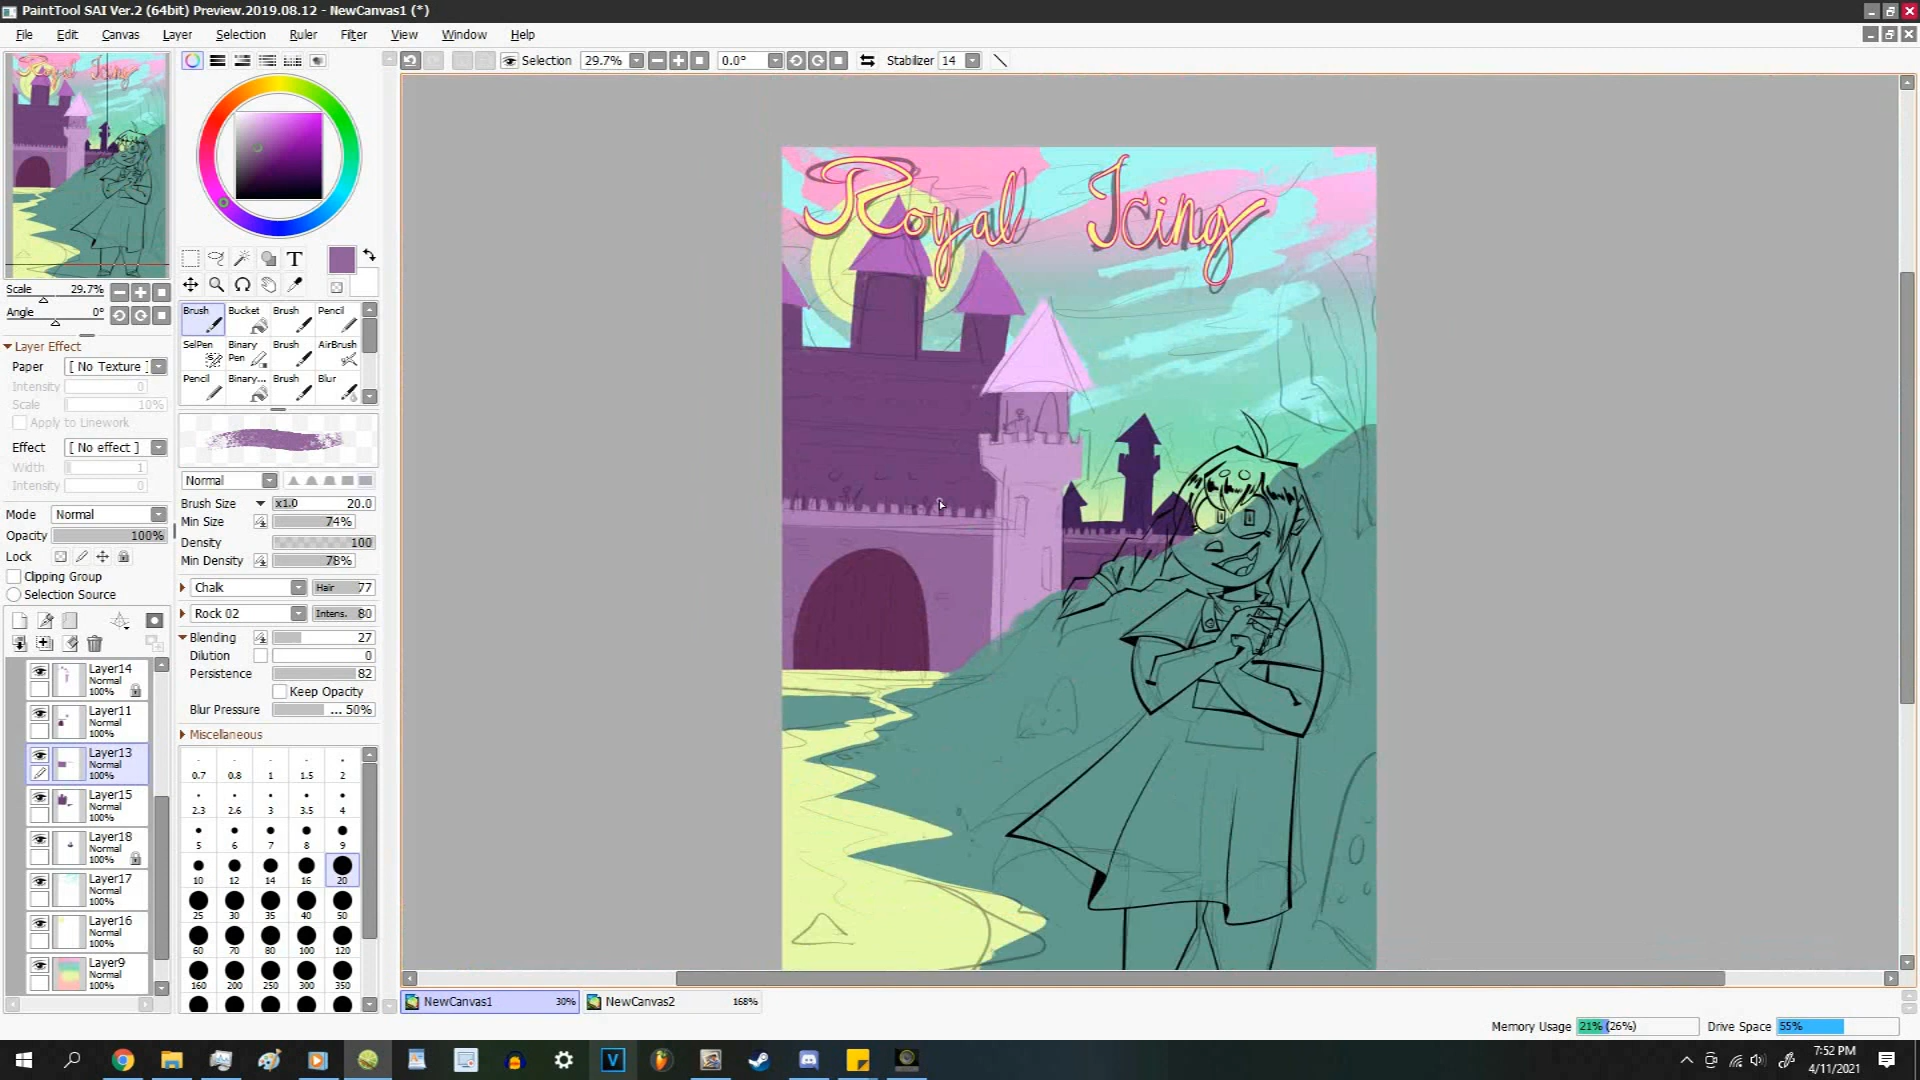 PaintTool SAI Ver.2 (64bit) Preview.2019.08.12 - NewCanvas1 (*)
File Edit Canvas Layer Selection Ruler Filter View Window Help
Selection 29.7% 0.0° Stabilizer 14
Royal Icing
Scale 29.7%
Angle 0°
Layer Effect
Paper [ No Texture ]
Intensity 0
Scale 10%
Apply to Linework
Effect [ No effect ]
Width 1
Intensity 0
Mode Normal
Opacity 100%
Lock
Clipping Group
Selection Source
Layer14
Normal
100%
Layer11
Normal
100%
Layer13
Normal
100%
Layer15
Normal
100%
Layer18
Normal
100%
Layer17
Normal
100%
Layer16
Normal
100%
Layer9
Normal
100%
T
Brush Bucket Brush Pencil
SelPen Binary Pen Brush AirBrush
Pencil Binary... Brush Blur
Normal
Brush Size x1.0 20.0
Min Size 74%
Density 100
Min Density 78%
Chalk Hair 77
Rock 02 Intens. 80
Blending 27
Dilution 0
Persistence 82
Keep Opacity
Blur Pressure ... 50%
Miscellaneous
0.7 0.8 1 1.5 2
2.3 2.6 3 3.5 4
5 6 7 8 9
10 12 14 16 20
25 30 35 40 50
60 70 80 100 120
160 200 250 300 350
NewCanvas1 30% NewCanvas2 168%
Memory Usage 21% (26%) Drive Space 55%
V
7:52 PM
4/11/2021